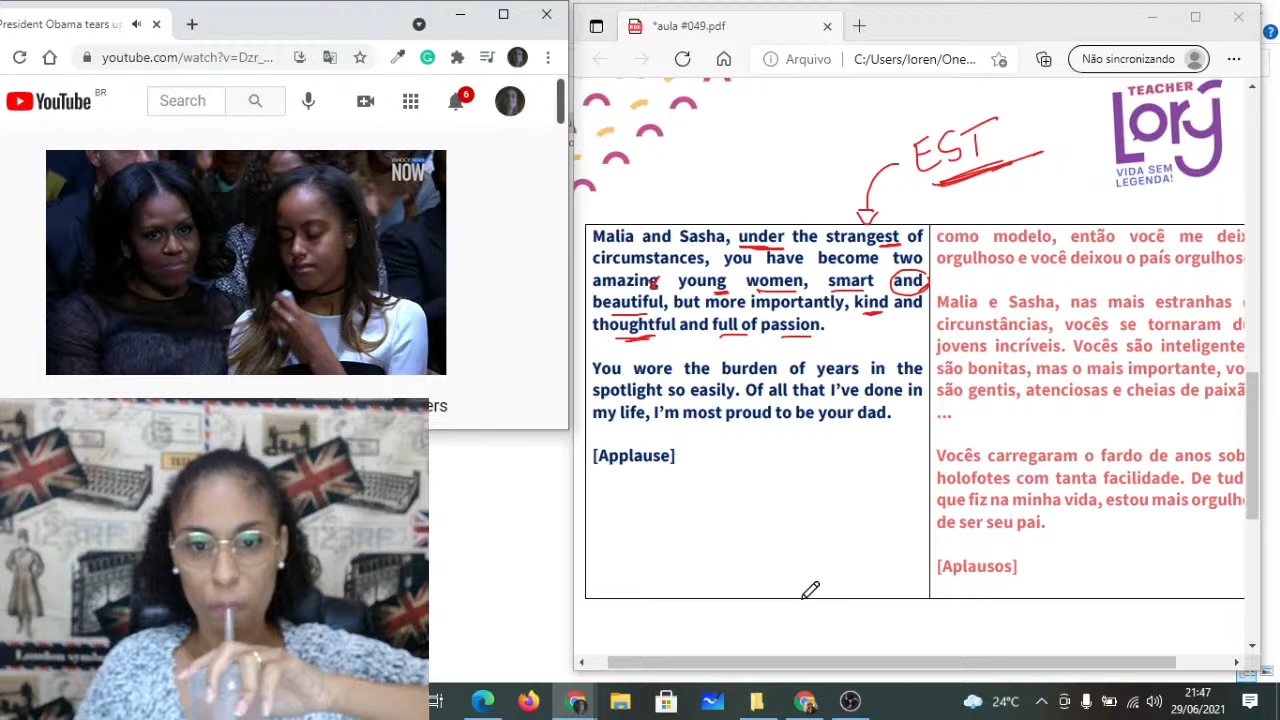 President Obama tears up
youtube.com/watch?v=Dzr_...
YouTube BR
Search
6
YAHOO! NEWS
NOW
ers
*aula #049.pdf
Arquivo
C:/Users/loren/One...
Não sincronizando
TEACHER
Lory
VIDA SEM
LEGENDA!
EST
Malia and Sasha, under the strangest of
circumstances, you have become two
amazing young women, smart and
beautiful, but more importantly, kind and
thoughtful and full of passion.
You wore the burden of years in the
spotlight so easily. Of all that I've done in
my life, I'm most proud to be your dad.
[Applause]
como modelo, então você me deix
orgulhoso e você deixou o país orgulhoso
Malia e Sasha, nas mais estranhas
circunstâncias, vocês se tornaram du
jovens incríveis. Vocês são inteligente
são bonitas, mas o mais importante, vo
são gentis, atenciosas e cheias de paixã
...
Vocês carregaram o fardo de anos sob
holofotes com tanta facilidade. De tud
que fiz na minha vida, estou mais orgulh
de ser seu pai.
[Aplausos]
24°C
21:47
29/06/2021